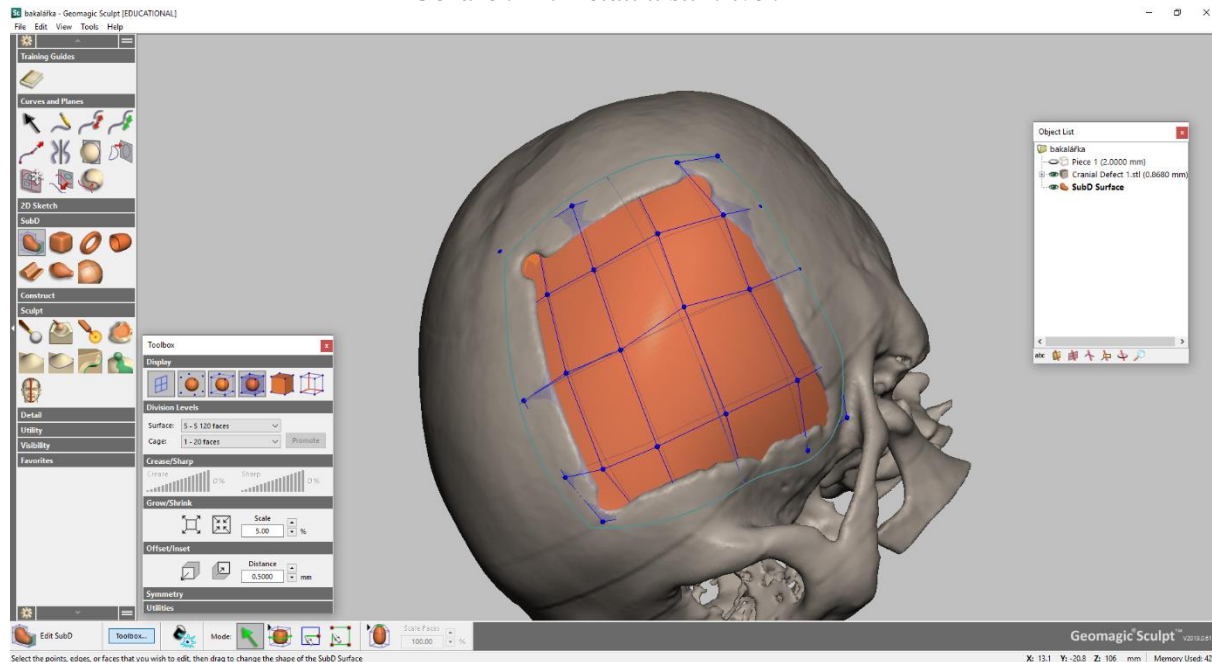 bakalářka - Geomagic Sculpt [EDUCATIONAL]
File Edit View Tools Help
Training Guides
Curves and Planes
2D Sketch
SubD
Construct
Sculpt
Detail
Utility
Visibility
Favorites
Toolbox
Display
Division Levels
Surface: 5 - 5 120 faces
Cage: 1 - 20 faces
Promote
Crease/Sharp
Crease 0% Sharp 0%
Grow/Shrink
Scale
5.00 %
Offset/Inset
Distance
0.5000 mm
Symmetry
Utilities
Object List
bakalářka
Piece 1 (2.0000 mm)
Cranial Defect 1.stl (0.8680 mm)
SubD Surface
abc
Edit SubD Toolbox... Mode: Scale Faces
100.00 %
Geomagic® Sculpt™
Select the points, edges, or faces that you wish to edit, then drag to change the shape of the SubD Surface
X: 13.1 Y: -20.8 Z: 106 mm Memory Used: 42